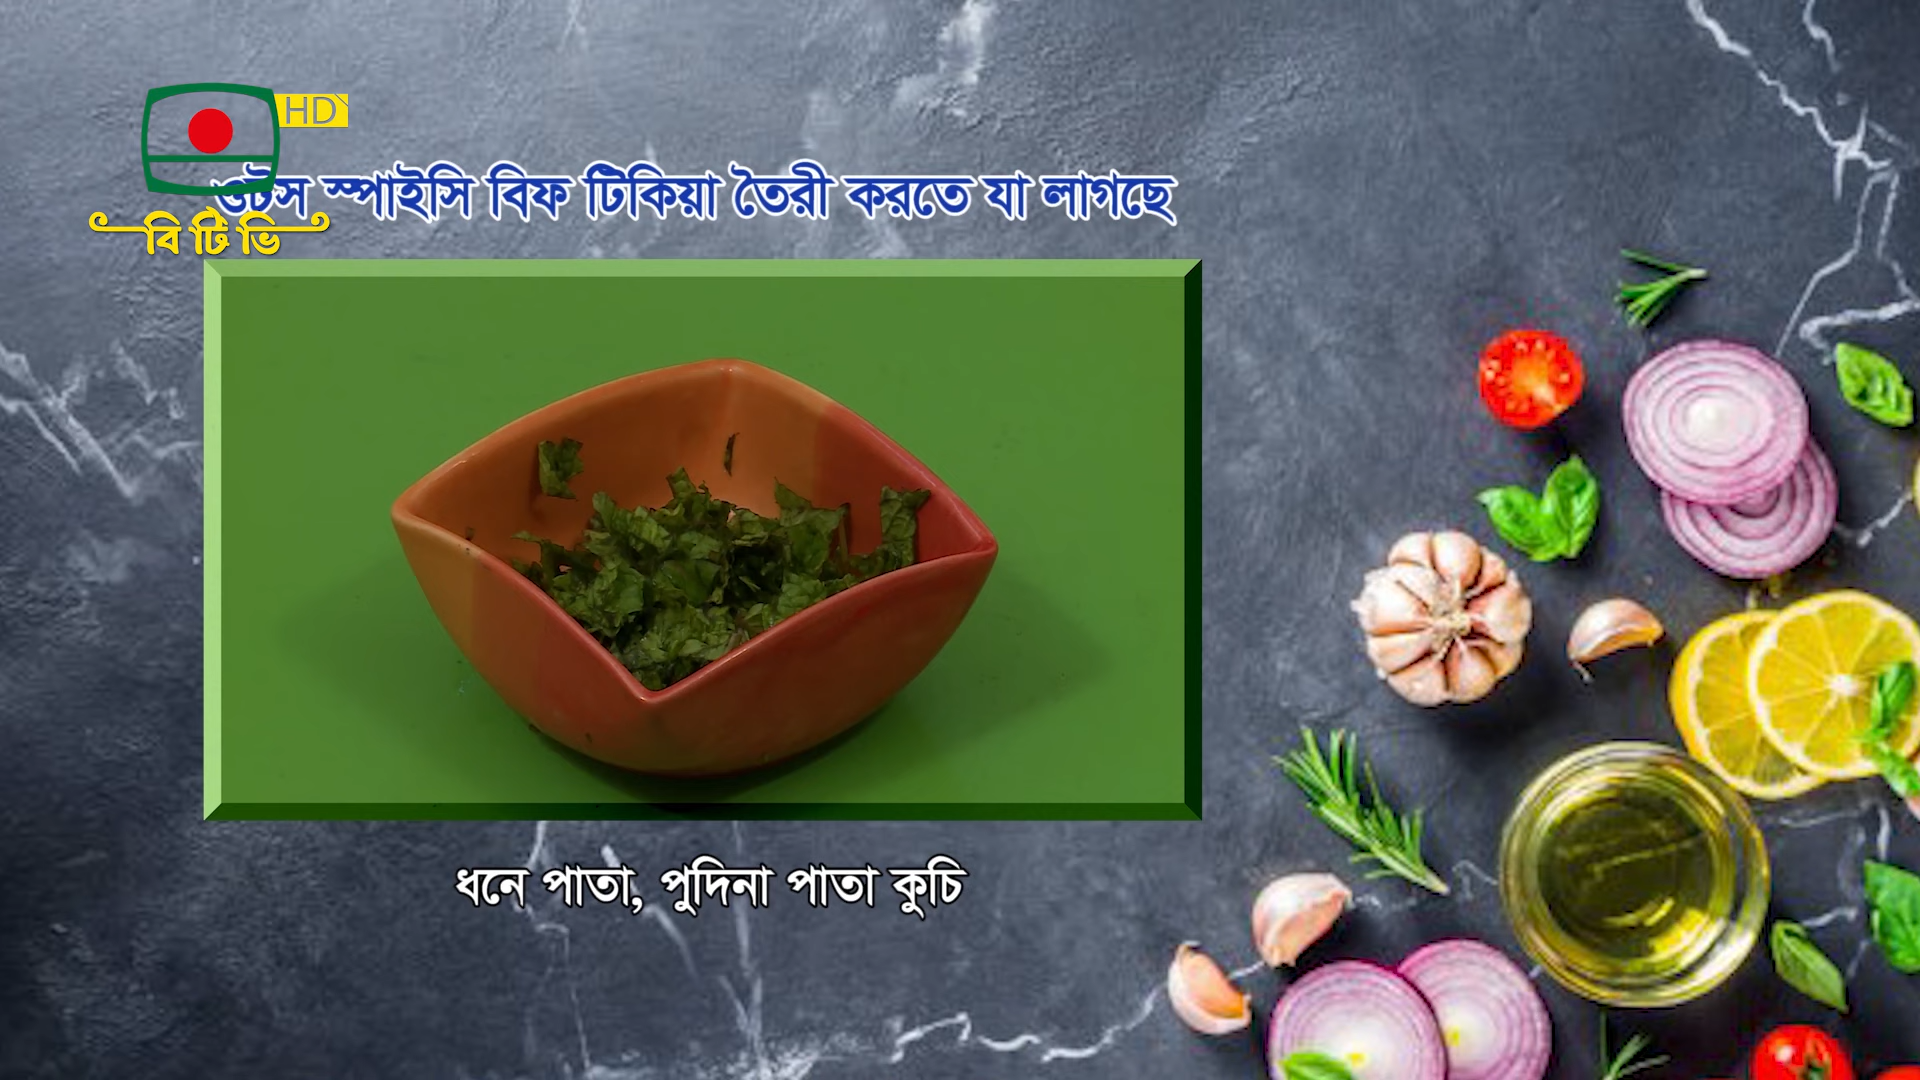 HD
ওটস স্পাইসি বিফ টিকিয়া তৈরী করতে যা লাগছে
বি টি ভি
ধনে পাতা, পুদিনা পাতা কুচি